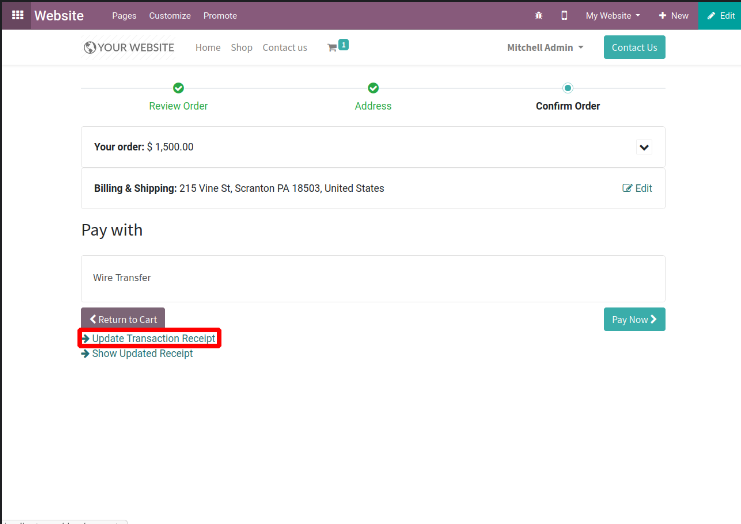 Website Pages Customize Promote My Website + New Edit
YOUR WEBSITE Home Shop Contact us 1 Mitchell Admin Contact Us
Review Order Address Confirm Order
Your order: $ 1,500.00
Billing & Shipping: 215 Vine St, Scranton PA 18503, United States Edit
Pay with
Wire Transfer
Return to Cart Pay Now
Update Transaction Receipt
Show Updated Receipt